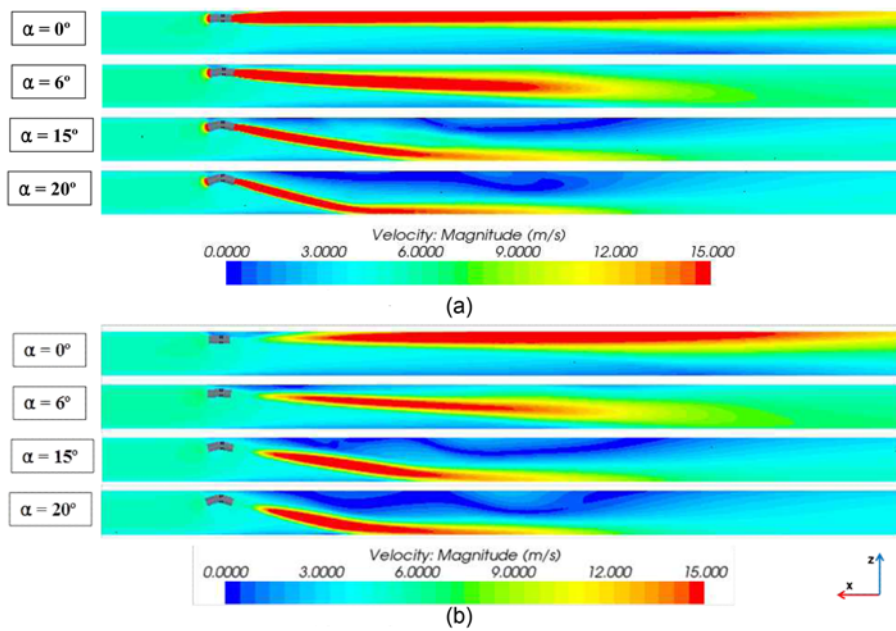 α = 0º
α = 6º
α = 15º
α = 20º
Velocity: Magnitude (m/s)
0.0000 3.0000 6.0000 9.0000 12.000 15.000
(a)
α = 0º
α = 6º
α = 15º
α = 20º
Velocity: Magnitude (m/s)
0.0000 3.0000 6.0000 9.0000 12.000 15.000
z
x
(b)